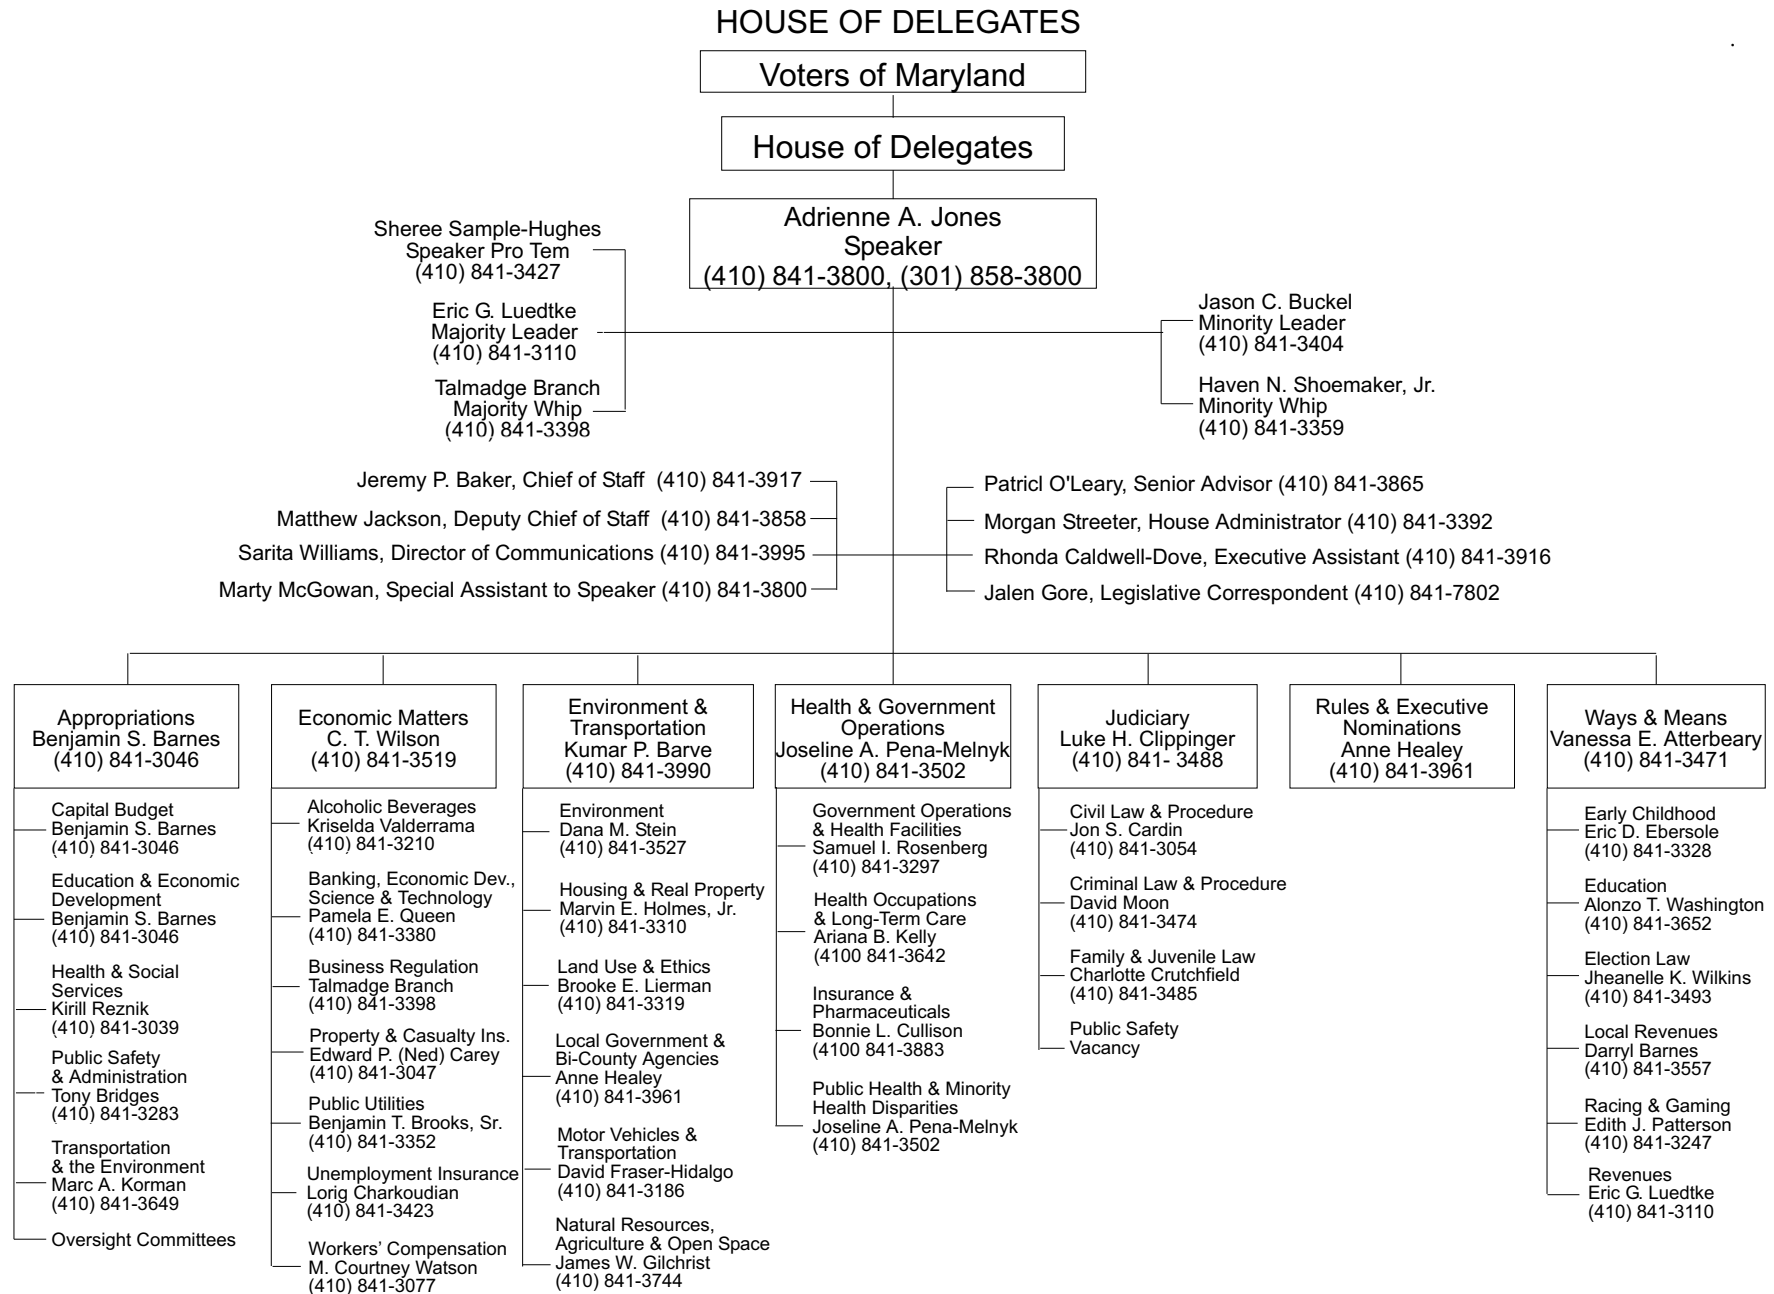 HOUSE OF DELEGATES
Voters of Maryland
House of Delegates
Adrienne A. Jones
Speaker
(410) 841-3800, (301) 858-3800
Sheree Sample-Hughes
Speaker Pro Tem
(410) 841-3427
Eric G. Luedtke
Majority Leader
(410) 841-3110
Talmadge Branch
Majority Whip
(410) 841-3398
Jason C. Buckel
Minority Leader
(410) 841-3404
Haven N. Shoemaker, Jr.
Minority Whip
(410) 841-3359
Jeremy P. Baker, Chief of Staff (410) 841-3917
Matthew Jackson, Deputy Chief of Staff (410) 841-3858
Sarita Williams, Director of Communications (410) 841-3995
Marty McGowan, Special Assistant to Speaker (410) 841-3800
Patricl O'Leary, Senior Advisor (410) 841-3865
Morgan Streeter, House Administrator (410) 841-3392
Rhonda Caldwell-Dove, Executive Assistant (410) 841-3916
Jalen Gore, Legislative Correspondent (410) 841-7802
Appropriations
Benjamin S. Barnes
(410) 841-3046
Capital Budget
Benjamin S. Barnes
(410) 841-3046
Education & Economic
Development
Benjamin S. Barnes
(410) 841-3046
Health & Social
Services
Kirill Reznik
(410) 841-3039
Public Safety
& Administration
Tony Bridges
(410) 841-3283
Transportation
& the Environment
Marc A. Korman
(410) 841-3649
Oversight Committees
Economic Matters
C. T. Wilson
(410) 841-3519
Alcoholic Beverages
Kriselda Valderrama
(410) 841-3210
Banking, Economic Dev.,
Science & Technology
Pamela E. Queen
(410) 841-3380
Business Regulation
Talmadge Branch
(410) 841-3398
Property & Casualty Ins.
Edward P. (Ned) Carey
(410) 841-3047
Public Utilities
Benjamin T. Brooks, Sr.
(410) 841-3352
Unemployment Insurance
Lorig Charkoudian
(410) 841-3423
Workers' Compensation
M. Courtney Watson
(410) 841-3077
Environment &
Transportation
Kumar P. Barve
(410) 841-3990
Environment
Dana M. Stein
(410) 841-3527
Housing & Real Property
Marvin E. Holmes, Jr.
(410) 841-3310
Land Use & Ethics
Brooke E. Lierman
(410) 841-3319
Local Government &
Bi-County Agencies
Anne Healey
(410) 841-3961
Motor Vehicles &
Transportation
David Fraser-Hidalgo
(410) 841-3186
Natural Resources,
Agriculture & Open Space
James W. Gilchrist
(410) 841-3744
Health & Government
Operations
Joseline A. Pena-Melnyk
(410) 841-3502
Government Operations
& Health Facilities
Samuel I. Rosenberg
(410) 841-3297
Health Occupations
& Long-Term Care
Ariana B. Kelly
(4100 841-3642
Insurance &
Pharmaceuticals
Bonnie L. Cullison
(4100 841-3883
Public Health & Minority
Health Disparities
Joseline A. Pena-Melnyk
(410) 841-3502
Judiciary
Luke H. Clippinger
(410) 841- 3488
Civil Law & Procedure
Jon S. Cardin
(410) 841-3054
Criminal Law & Procedure
David Moon
(410) 841-3474
Family & Juvenile Law
Charlotte Crutchfield
(410) 841-3485
Public Safety
Vacancy
Rules & Executive
Nominations
Anne Healey
(410) 841-3961
Ways & Means
Vanessa E. Atterbeary
(410) 841-3471
Early Childhood
Eric D. Ebersole
(410) 841-3328
Education
Alonzo T. Washington
(410) 841-3652
Election Law
Jheanelle K. Wilkins
(410) 841-3493
Local Revenues
Darryl Barnes
(410) 841-3557
Racing & Gaming
Edith J. Patterson
(410) 841-3247
Revenues
Eric G. Luedtke
(410) 841-3110